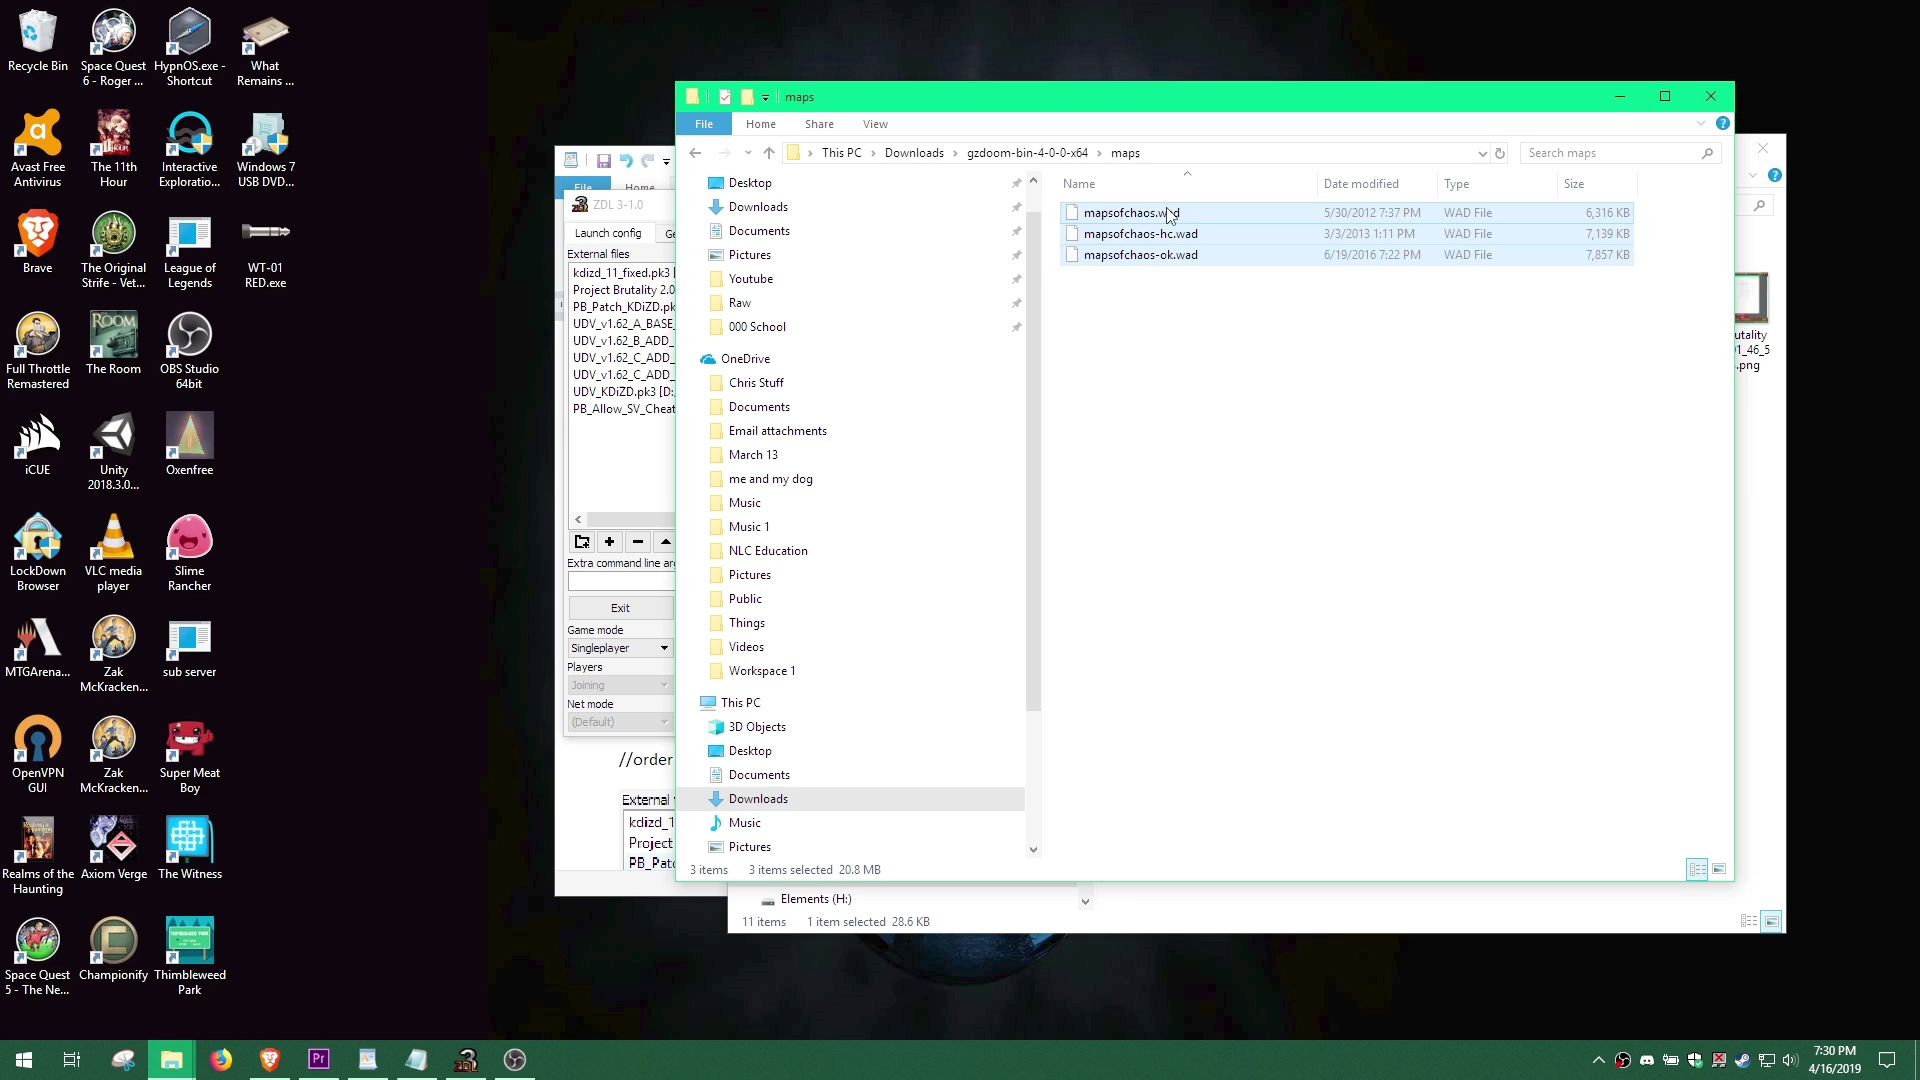 Recycle Bin
Space Quest
6 - Roger ...
HypnOS.exe -
Shortcut
What
Remains ...
Avast Free
Antivirus
The 11th
Hour
Interactive
Exploratio...
Windows 7
USB DVD...
Brave
The Original
Strife - Vet...
League of
Legends
WT-01
RED.exe
Full Throttle
Remastered
The Room
OBS Studio
64bit
iCUE
Unity
2018.3.0...
Oxenfree
LockDown
Browser
VLC media
player
Slime
Rancher
MTGArena...
Zak
McKracken...
sub server
OpenVPN
GUI
Zak
McKracken...
Super Meat
Boy
Realms of the
Haunting
Axiom Verge
The Witness
Space Quest
5 - The Ne...
Championify
Thimbleweed
Park
File
Home
ZDL 3-1.0
Launch config
Ge
External files
kdizd_11_fixed.pk3 [
Project Brutality 2.0
PB_Patch_KDiZD.pk
UDV_v1.62_A_BASE_
UDV_v1.62_B_ADD_
UDV_v1.62_C_ADD_
UDV_v1.62_C_ADD_
UDV_KDiZD.pk3 [D:
PB_Allow_SV_Cheat
Extra command line arg
Exit
Game mode
Singleplayer
Players
Joining
Net mode
(Default)
//order
External
kdizd_1
Project
PB_Patc
maps
File
Home
Share
View
This PC > Downloads > gzdoom-bin-4-0-0-x64 > maps
Search maps
Desktop
Downloads
Documents
Pictures
Youtube
Raw
000 School
OneDrive
Chris Stuff
Documents
Email attachments
March 13
me and my dog
Music
Music 1
NLC Education
Pictures
Public
Things
Videos
Workspace 1
This PC
3D Objects
Desktop
Documents
Downloads
Music
Pictures
Name
Date modified
Type
Size
mapsofchaos.wad 5/30/2012 7:37 PM WAD File 6,316 KB
mapsofchaos-hc.wad 3/3/2013 1:11 PM WAD File 7,139 KB
mapsofchaos-ok.wad 6/19/2016 7:22 PM WAD File 7,857 KB
3 items 3 items selected 20.8 MB
Elements (H:)
11 items 1 item selected 28.6 KB
utality
1_46_5
.png
7:30 PM
4/16/2019